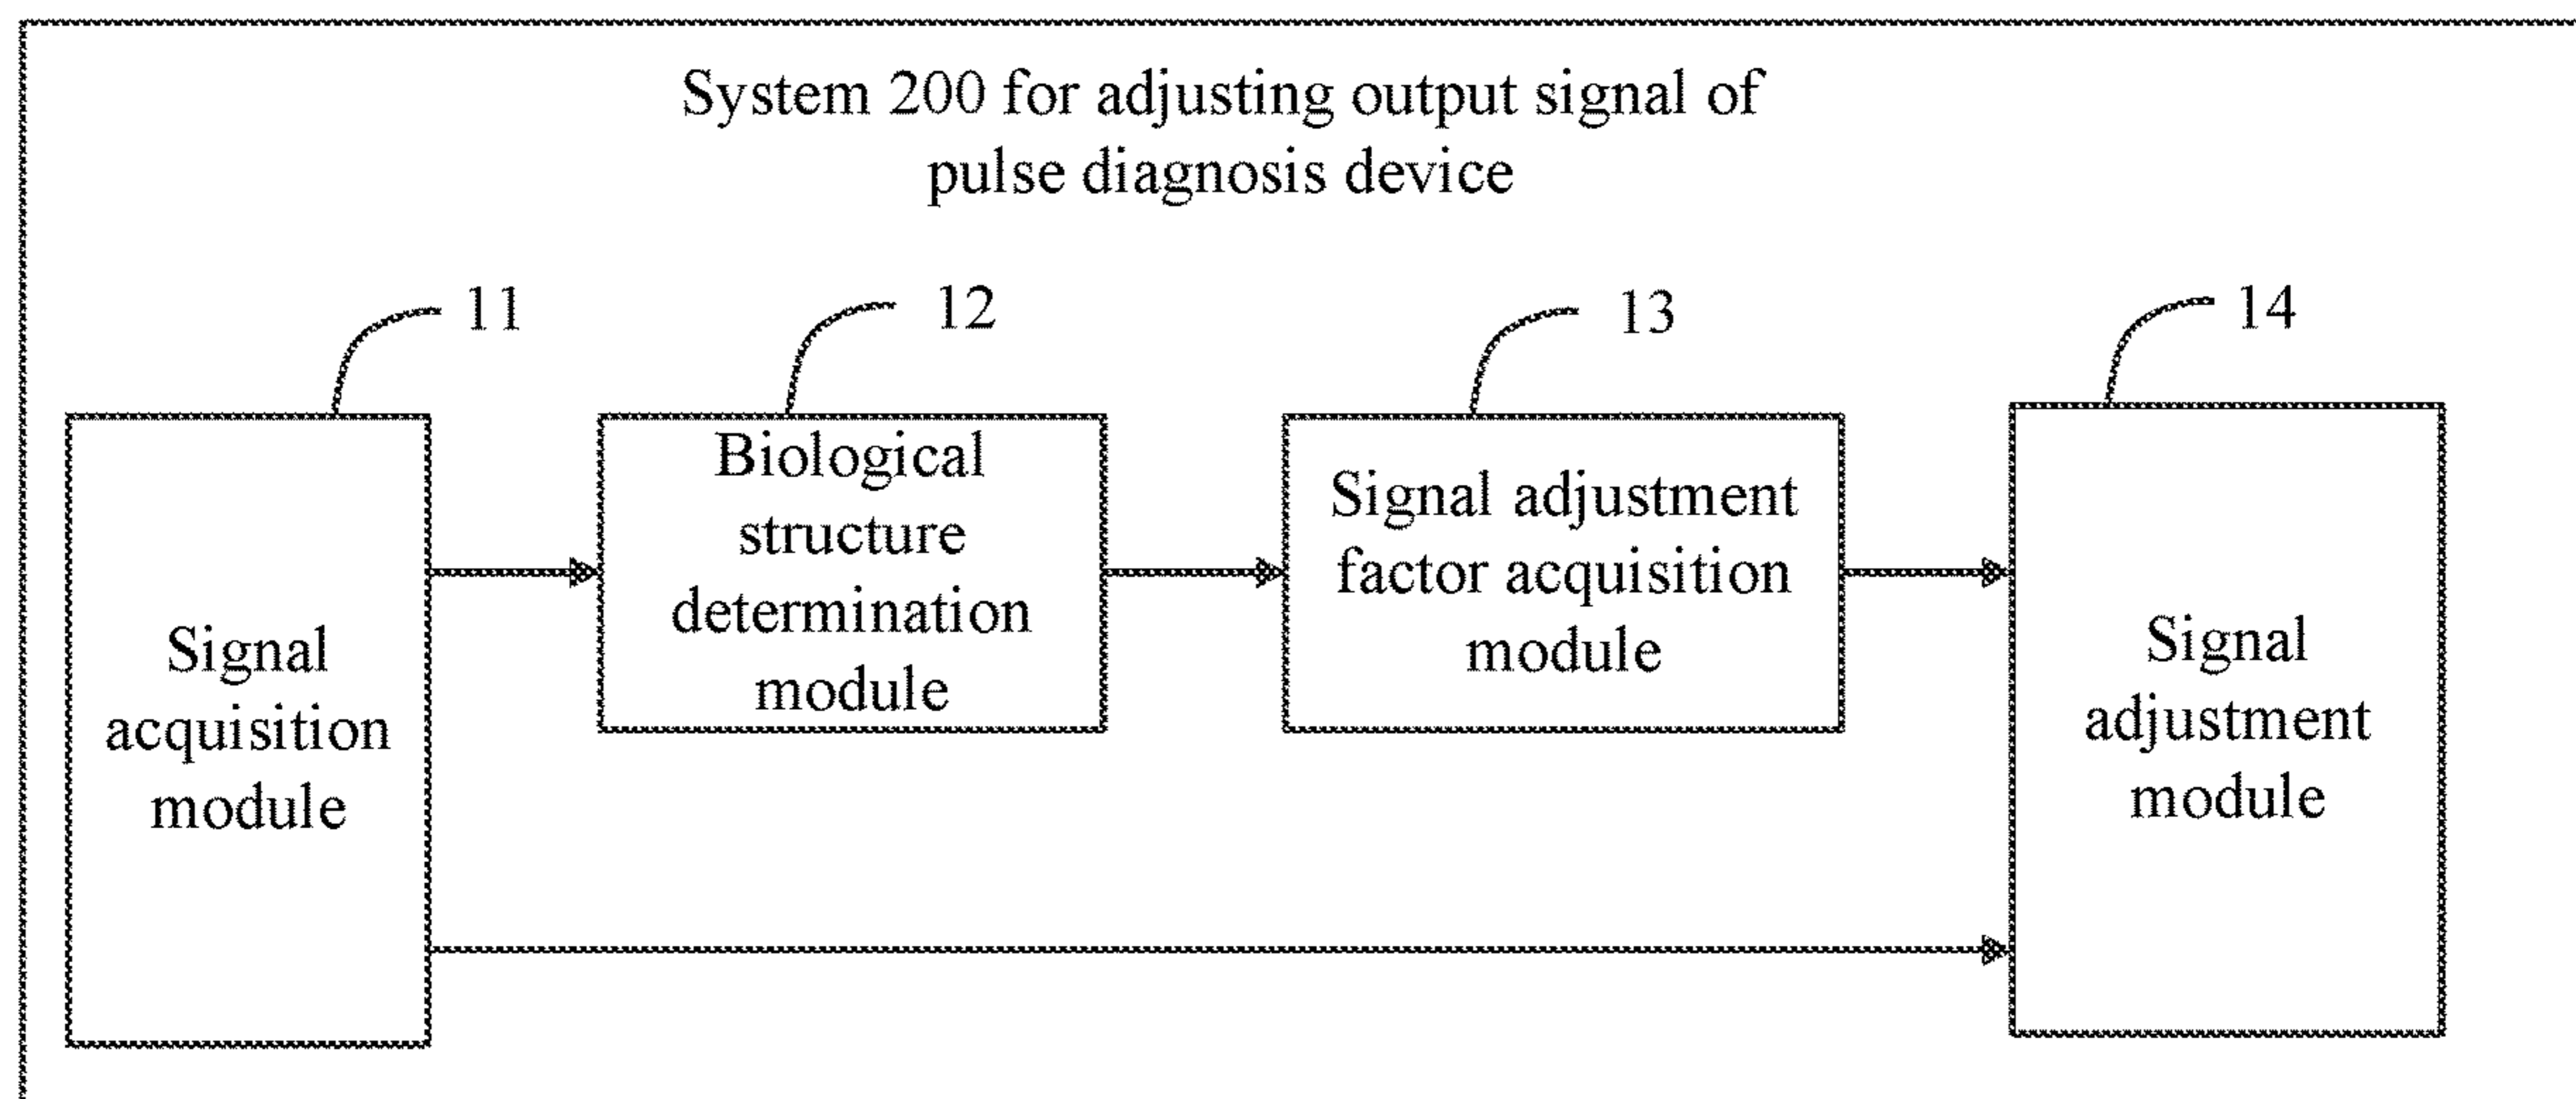 System 200 for adjusting output signal of
pulse diagnosis device
11
12
13
14
Signal
acquisition
module
Biological
structure
determination
module
Signal adjustment
factor acquisition
module
Signal
adjustment
module